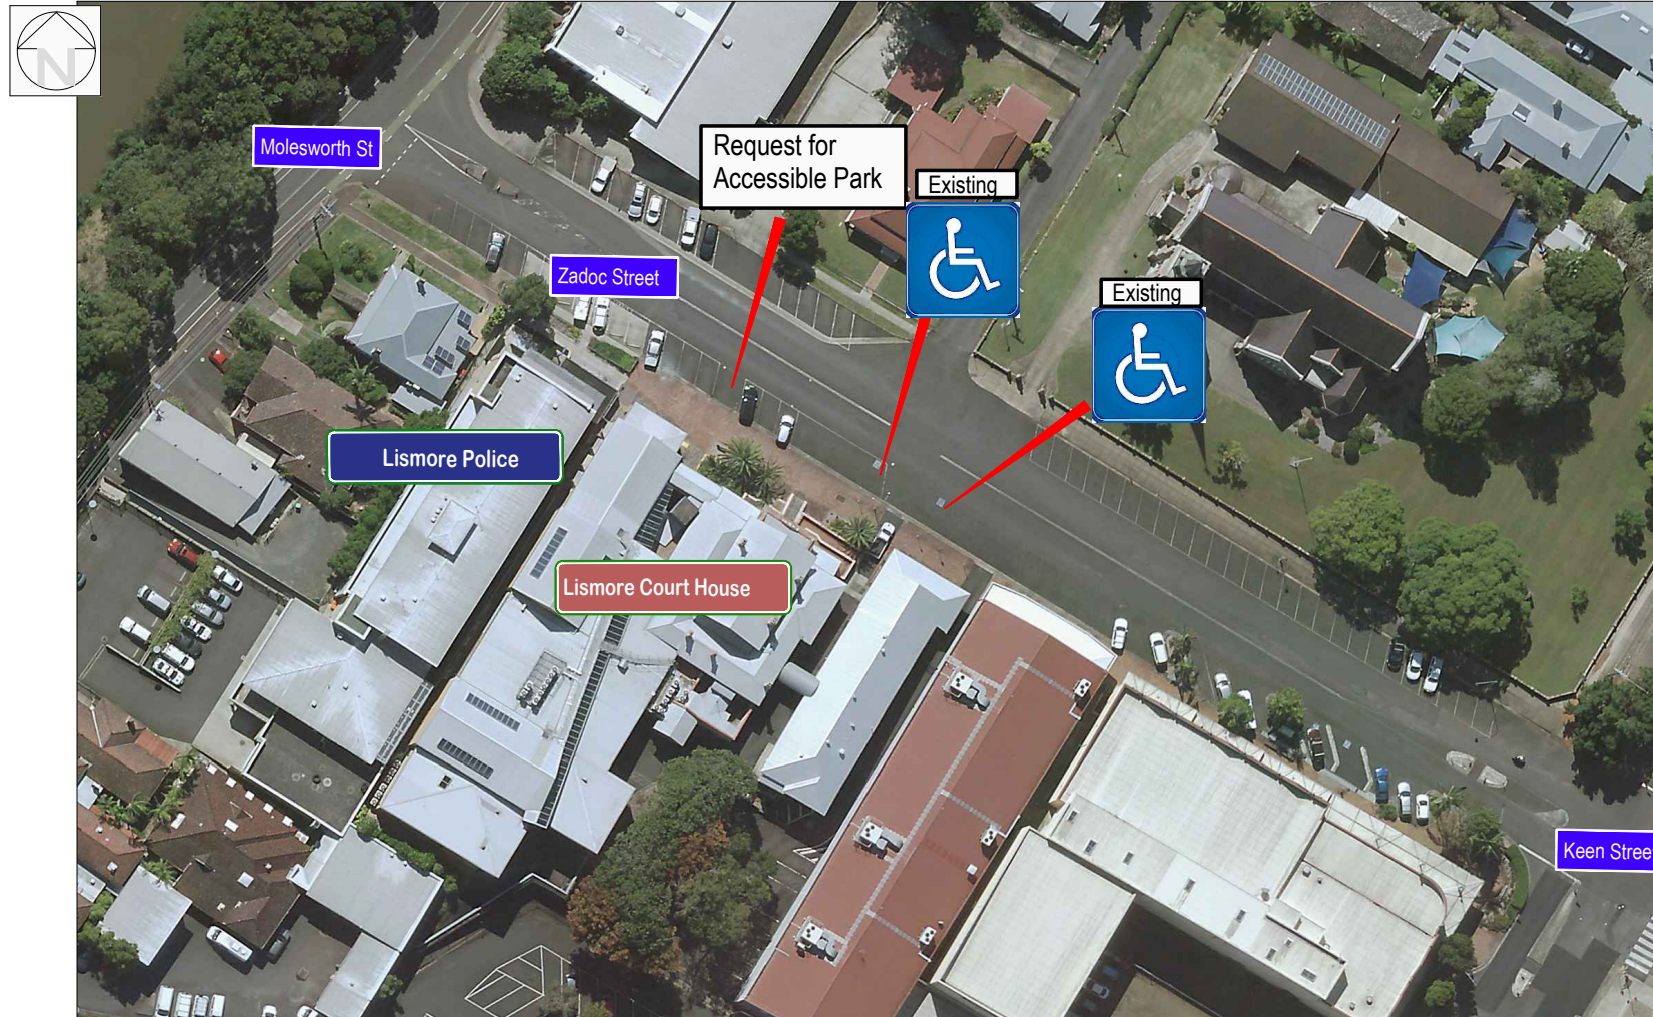 N
Molesworth St
Request for
Accessible Park
Existing
Zadoc Street
Existing
Lismore Police
Lismore Court House
Keen Stree